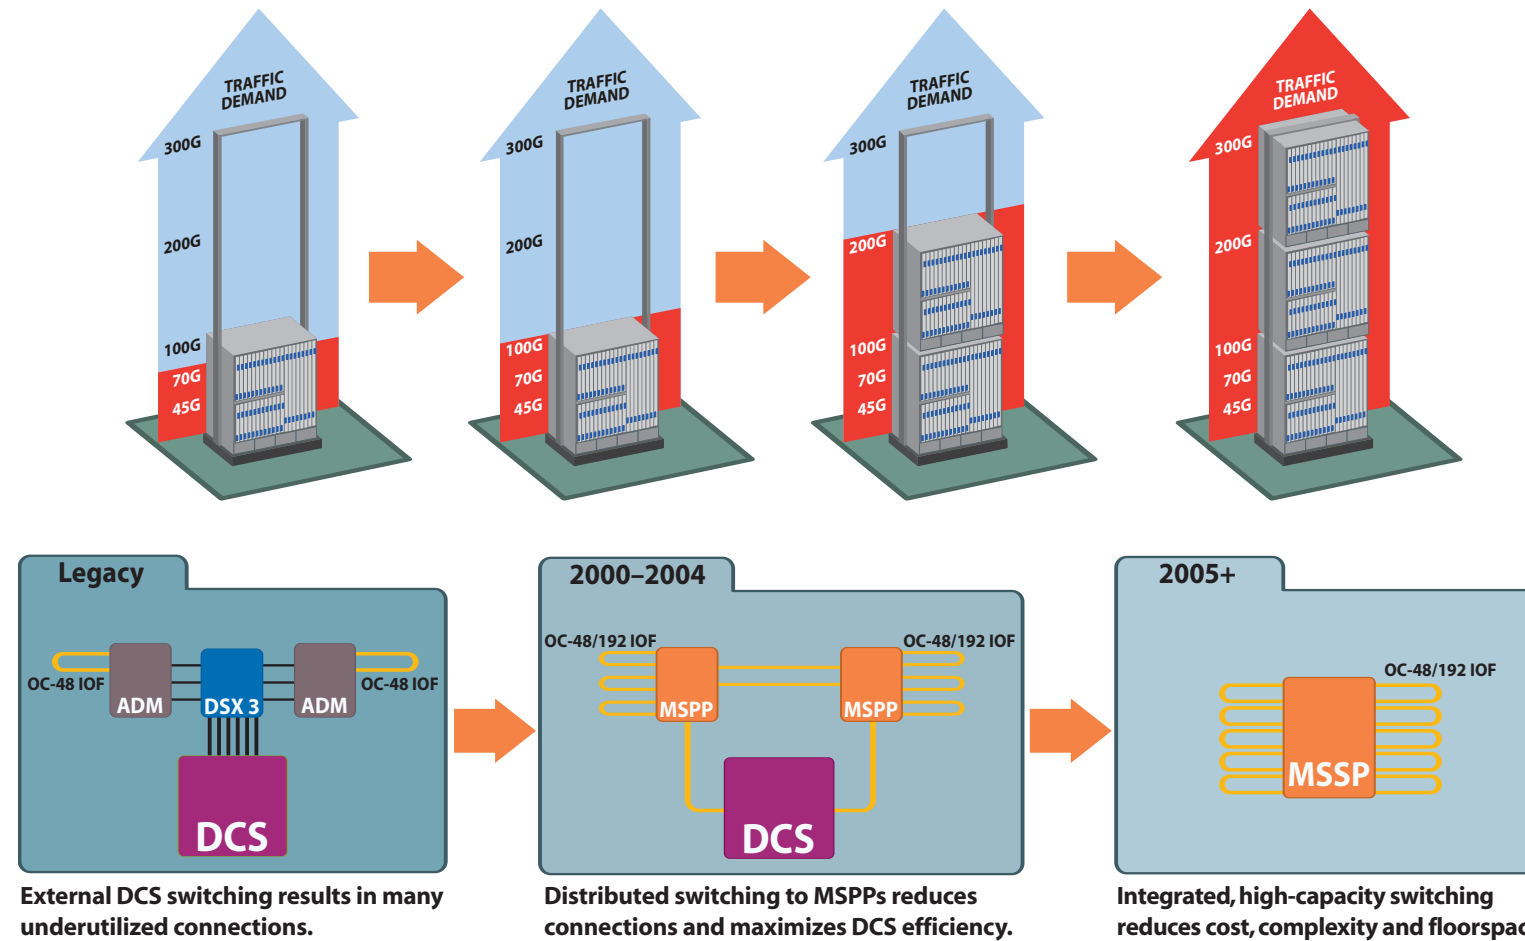 TRAFFIC
DEMAND
300G
200G
100G
70G
45G
TRAFFIC
DEMAND
300G
200G
100G
70G
45G
TRAFFIC
DEMAND
300G
200G
100G
70G
45G
TRAFFIC
DEMAND
300G
200G
100G
70G
45G
Legacy
OC-48 IOF
ADM
DSX 3
ADM
OC-48 IOF
DCS
External DCS switching results in many
underutilized connections.
2000–2004
OC-48/192 IOF
OC-48/192 IOF
MSPP
MSPP
DCS
Distributed switching to MSPPs reduces
connections and maximizes DCS efficiency.
2005+
OC-48/192 IOF
MSSP
Integrated, high-capacity switching
reduces cost, complexity and floorspac